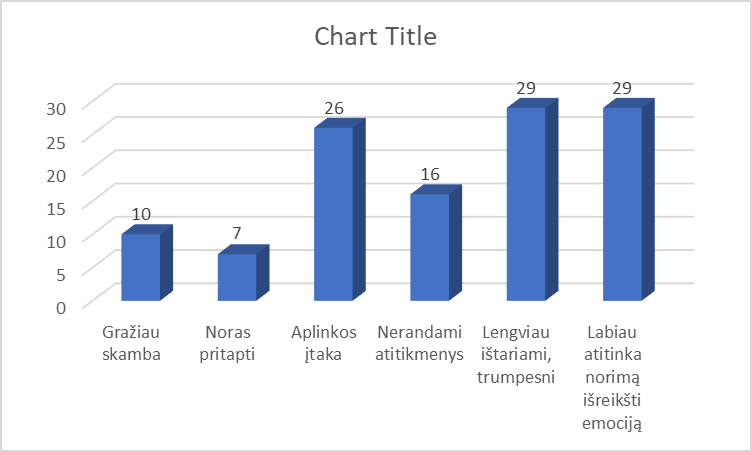 Chart Title
30
25
20
15
10
5
0
10
7
26
16
29
29
Gražiau
skamba
Noras
pritapti
Aplinkos
įtaka
Nerandami
atitikmenys
Lengviau
ištariami,
trumpesni
Labiau
atitinka
norimą
išreikšti
emociją